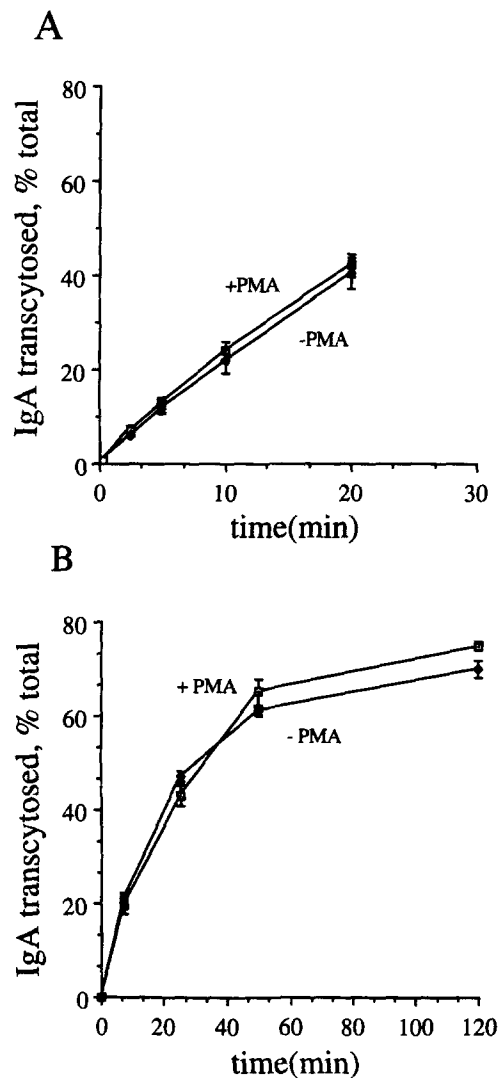 A
IgA transcytosed, % total
80
60
40
20
0
+PMA
-PMA
0 10 20 30
time(min)
B
IgA transcytosed, % total
80
60
40
20
0
+ PMA
- PMA
0 20 40 60 80 100 120
time(min)